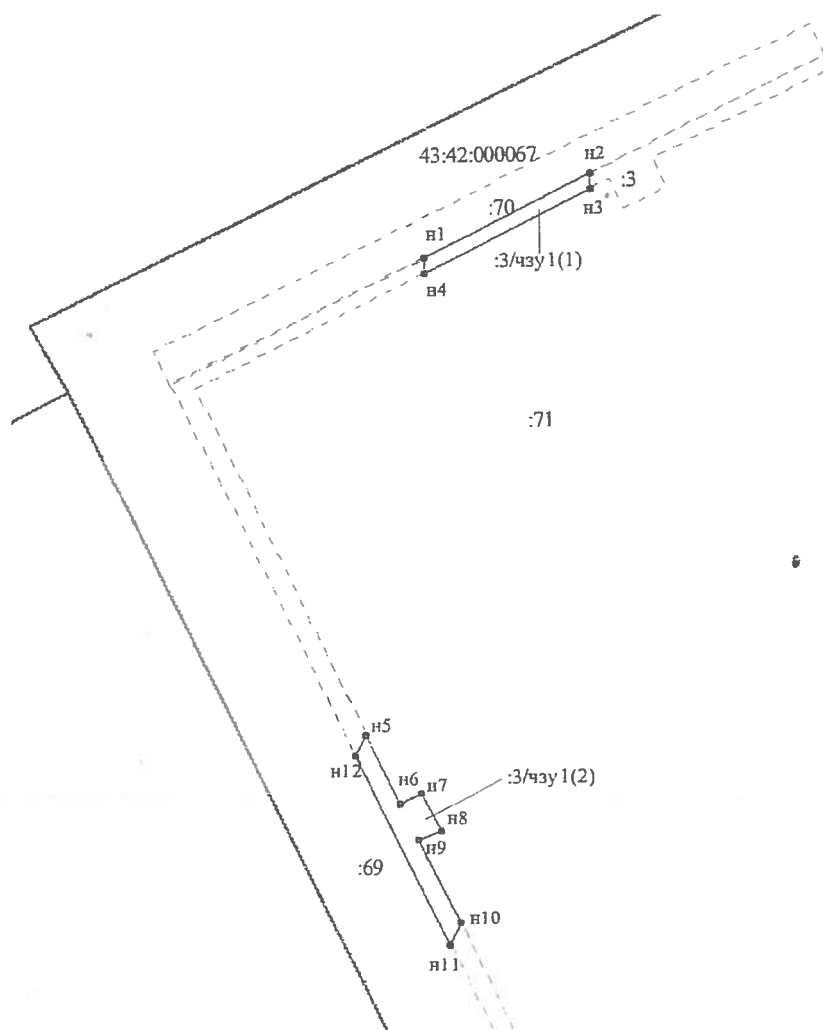 43:42:000067
н2
:3
:70
н3
н1
:3/чзу1(1)
н4
:71
н5
н12
:3/чзу1(2)
н6
н7
н8
н9
:69
н10
н11